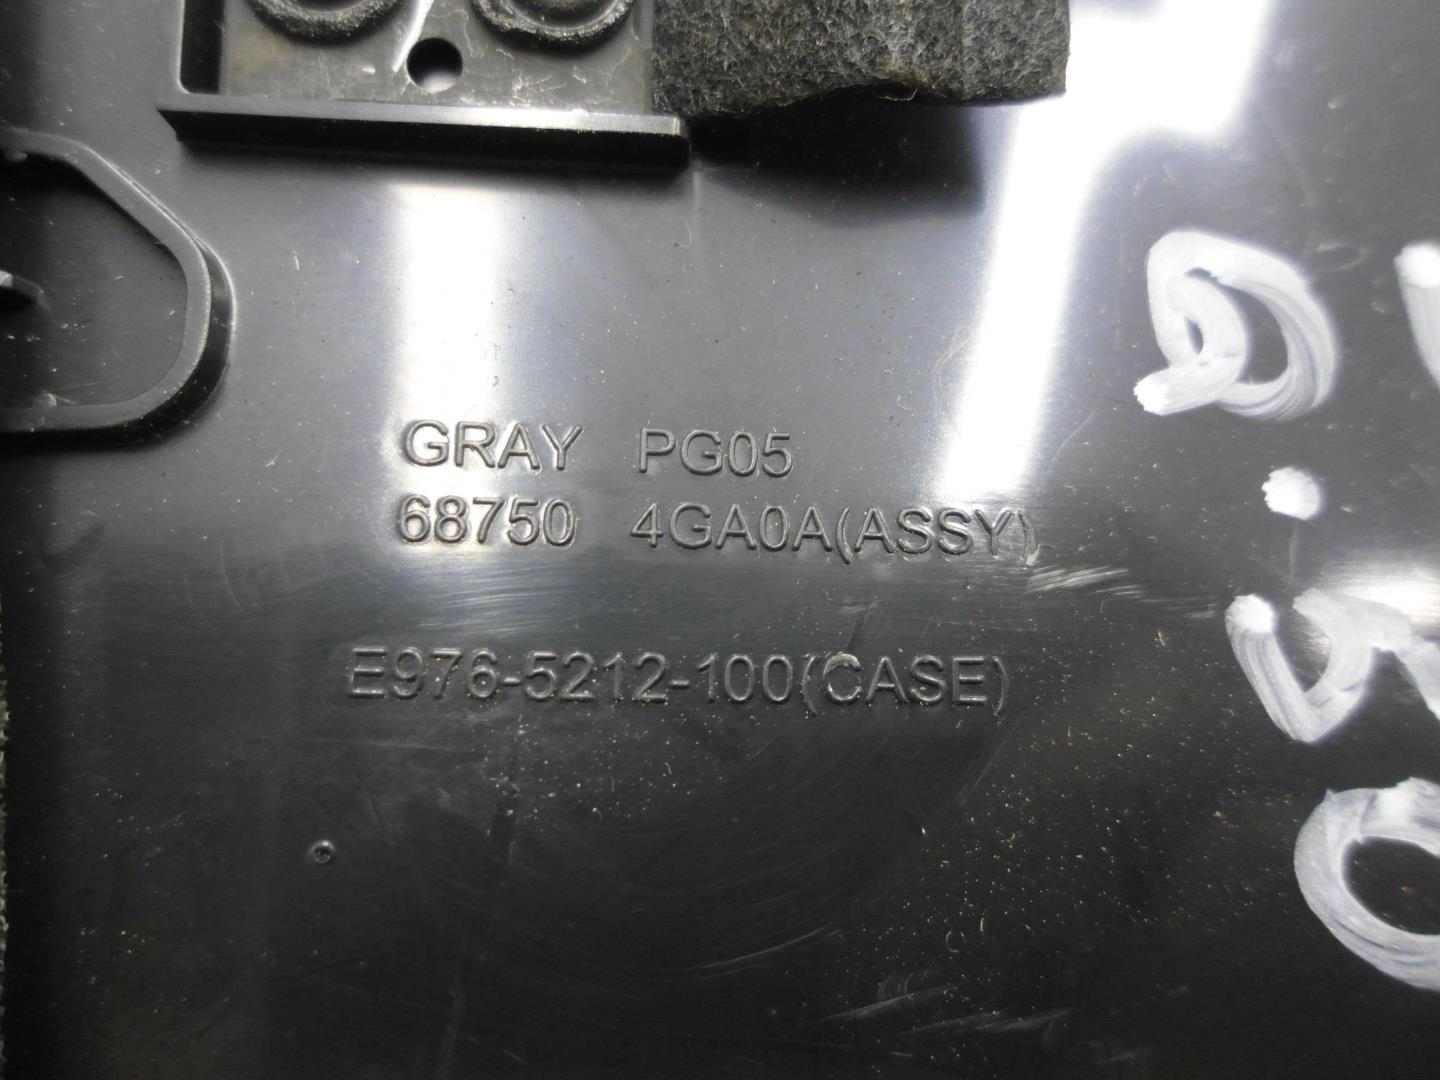 GRAY PG05
68750 4GA0A(ASSY)
E976-5212-100(CASE)